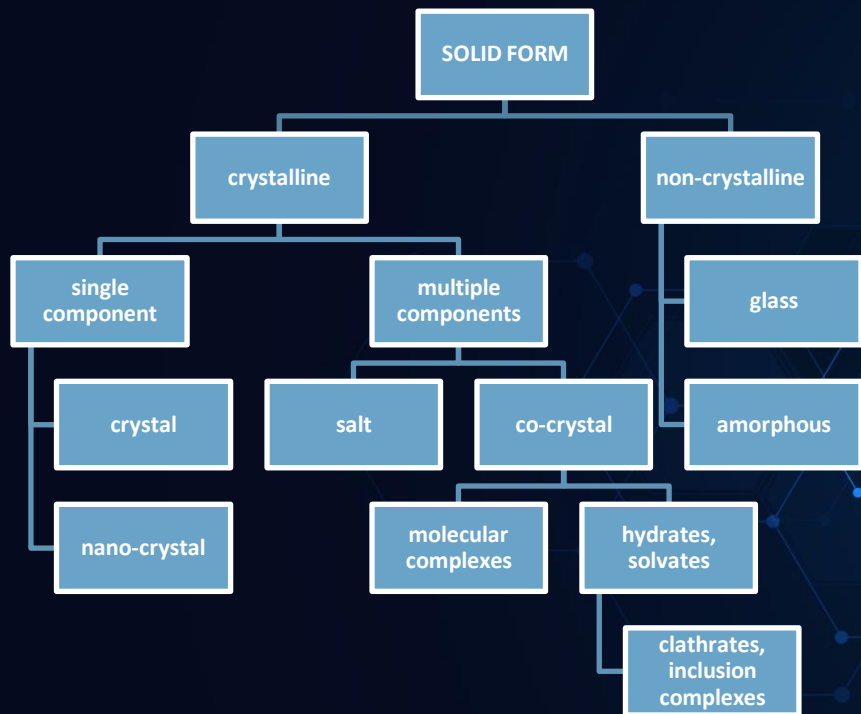 SOLID FORM
crystalline
non-crystalline
single
component
multiple
components
glass
crystal
salt
co-crystal
amorphous
nano-crystal
molecular
complexes
hydrates,
solvates
clathrates,
inclusion
complexes